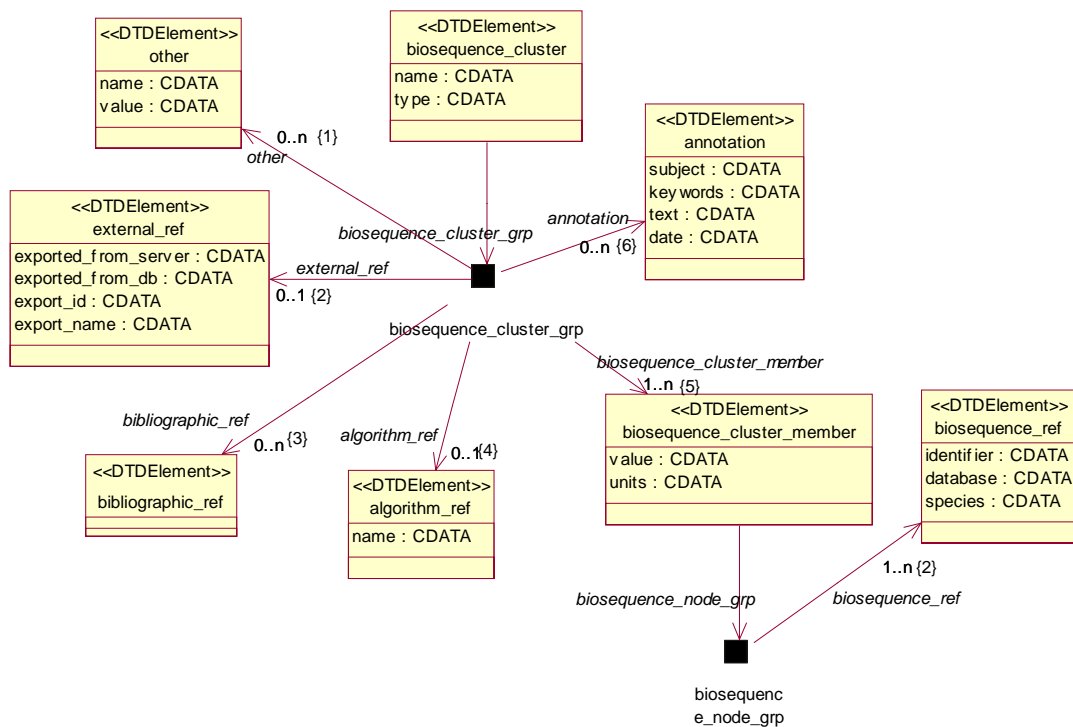 <<DTDElement>>
other
name : CDATA
value : CDATA
<<DTDElement>>
biosequence_cluster
name : CDATA
type : CDATA
<<DTDElement>>
annotation
subject : CDATA
keywords : CDATA
text : CDATA
date : CDATA
0..n {1}
other
<<DTDElement>>
external_ref
exported_from_server : CDATA
exported_from_db : CDATA
export_id : CDATA
export_name : CDATA
biosequence_cluster_grp
annotation
0..n {6}
external_ref
0..1 {2}
biosequence_cluster_grp
biosequence_cluster_member
1..n {5}
bibliographic_ref
0..n {3}
algorithm_ref
0..1{4}
<<DTDElement>>
bibliographic_ref
<<DTDElement>>
algorithm_ref
name : CDATA
<<DTDElement>>
biosequence_cluster_member
value : CDATA
units : CDATA
<<DTDElement>>
biosequence_ref
identifier : CDATA
database : CDATA
species : CDATA
1..n {2}
biosequence_node_grp
biosequence_ref
biosequenc
e_node_grp